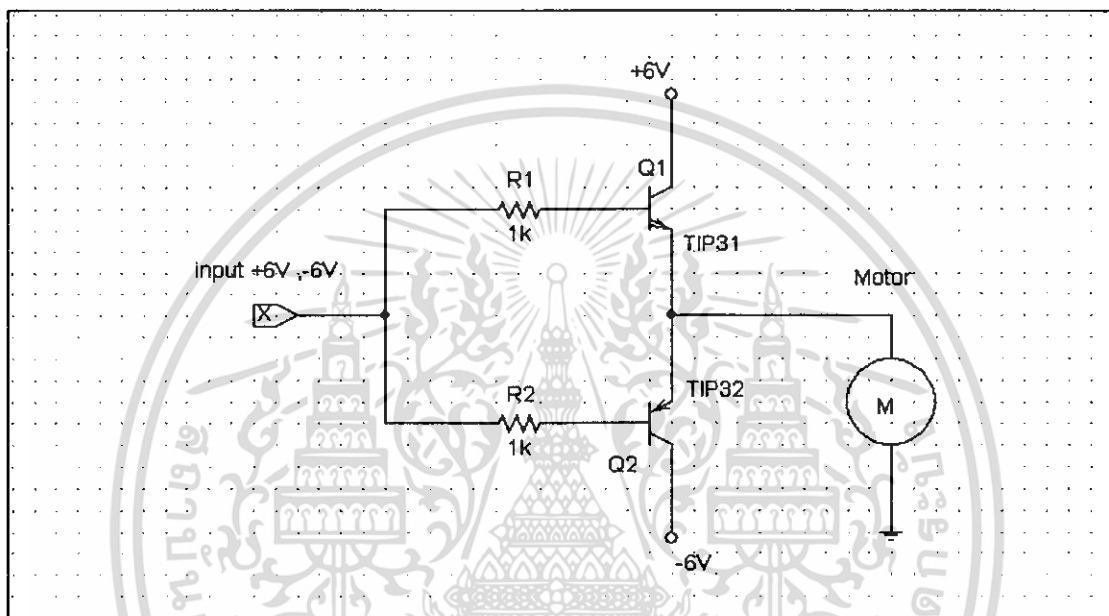 +6V
Q1
R1
1k
TIP31
input +6V ,-6V
Motor
X
TIP32
R2
M
1k
Q2
-6V